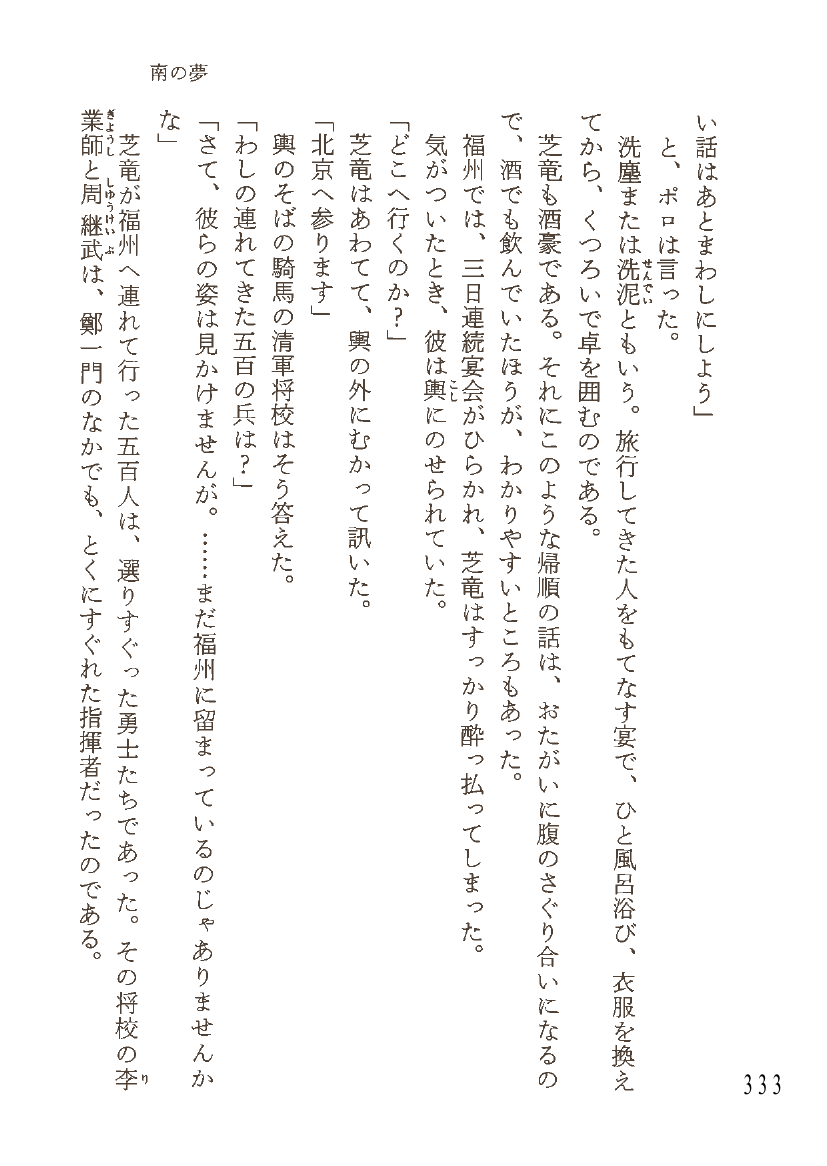 南の夢
い話はあとまわしにしよう」
と、ポロは言った。
洗塵または洗泥ともいう。旅行してきた人をもてなす宴で、ひと風呂浴び、衣服を換え
てから、くつろいで卓を囲むのである。
芝竜も酒豪である。それにこのような帰順の話は、おたがいに腹のさぐり合いになるの
で、酒でも飲んでいたほうが、わかりやすいところもあった。
福州では、三日連続宴会がひらかれ、芝竜はすっかり酔っ払ってしまった。
気がついたとき、彼は輿にのせられていた。
「どこへ行くのか?」
芝竜はあわてて、輿の外にむかって訊いた。
「北京へ参ります」
輿のそばの騎馬の清軍将校はそう答えた。
「わしの連れてきた五百の兵は?」
「さて、彼らの姿は見かけませんが。……まだ福州に留まっているのじゃありませんか
な」
芝竜が福州へ連れて行った五百人は、選りすぐった勇士たちであった。その将校の李
業師と周継武は、鄭一門のなかでも、とくにすぐれた指揮者だったのである。
333